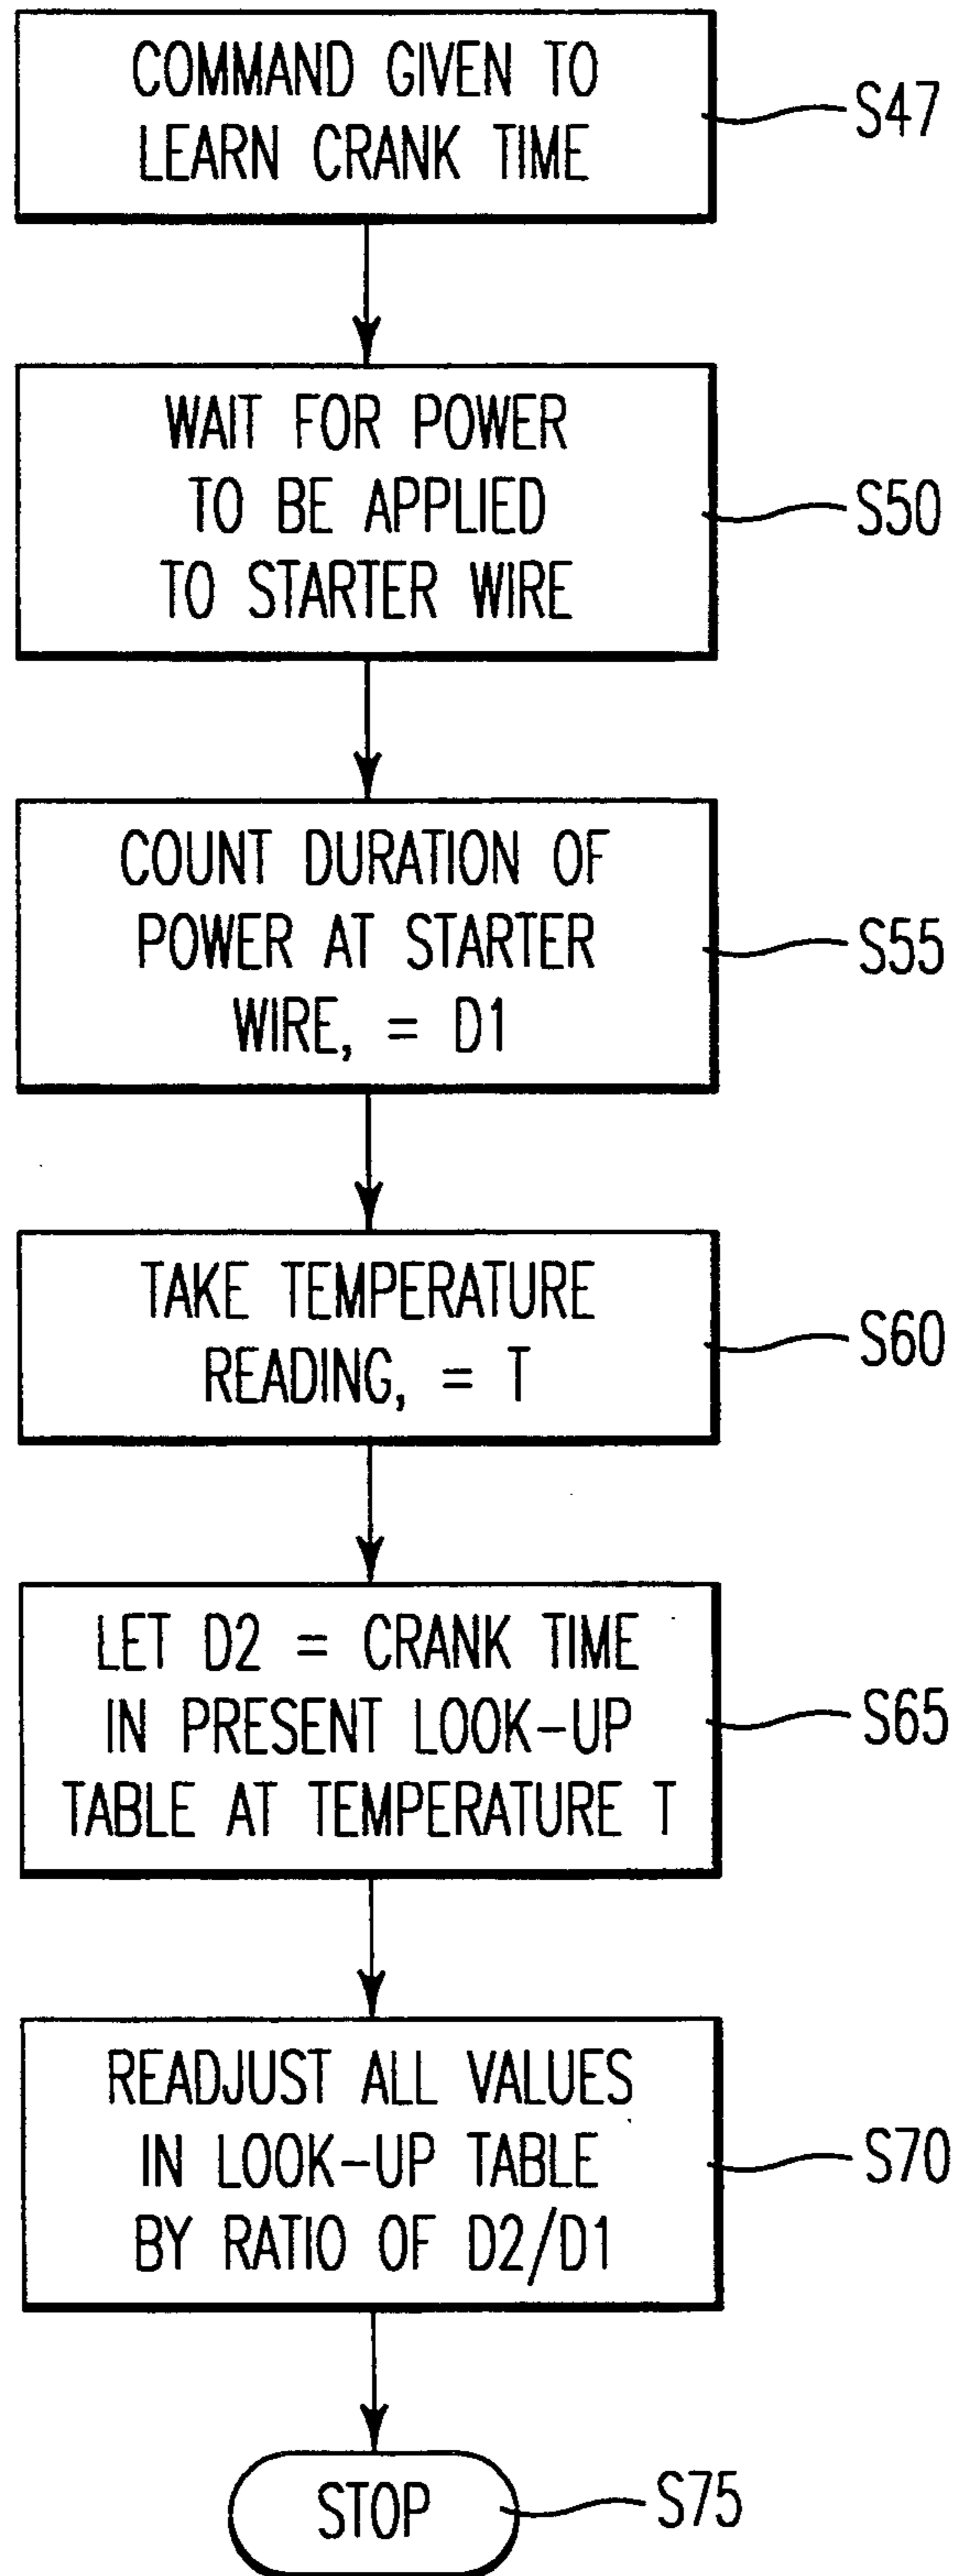 COMMAND GIVEN TO
LEARN CRANK TIME
S47
WAIT FOR POWER
TO BE APPLIED
TO STARTER WIRE
S50
COUNT DURATION OF
POWER AT STARTER
WIRE, = D1
S55
TAKE TEMPERATURE
READING, = T
S60
LET D2 = CRANK TIME
IN PRESENT LOOK-UP
TABLE AT TEMPERATURE T
S65
READJUST ALL VALUES
IN LOOK-UP TABLE
BY RATIO OF D2/D1
S70
STOP
S75